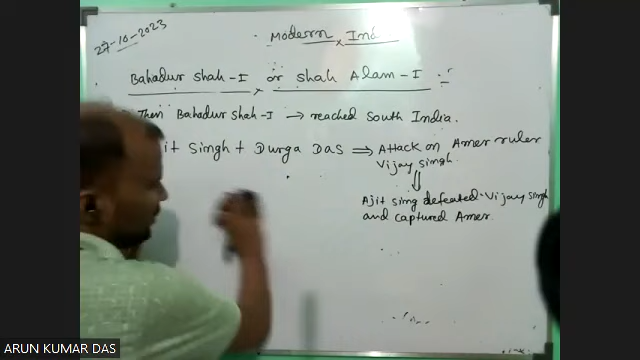 27-10-2023
Modern Ind
Bahadur Shah-I or Shah Alam-I
Then Bahadur Shah-I → reached South India.
it Singh + Durga Das ⇒ Attack on Amer ruler
Vijay singh.
⇓
Ajit sing defeated Vijay singh
and captured Amer.
ARUN KUMAR DAS